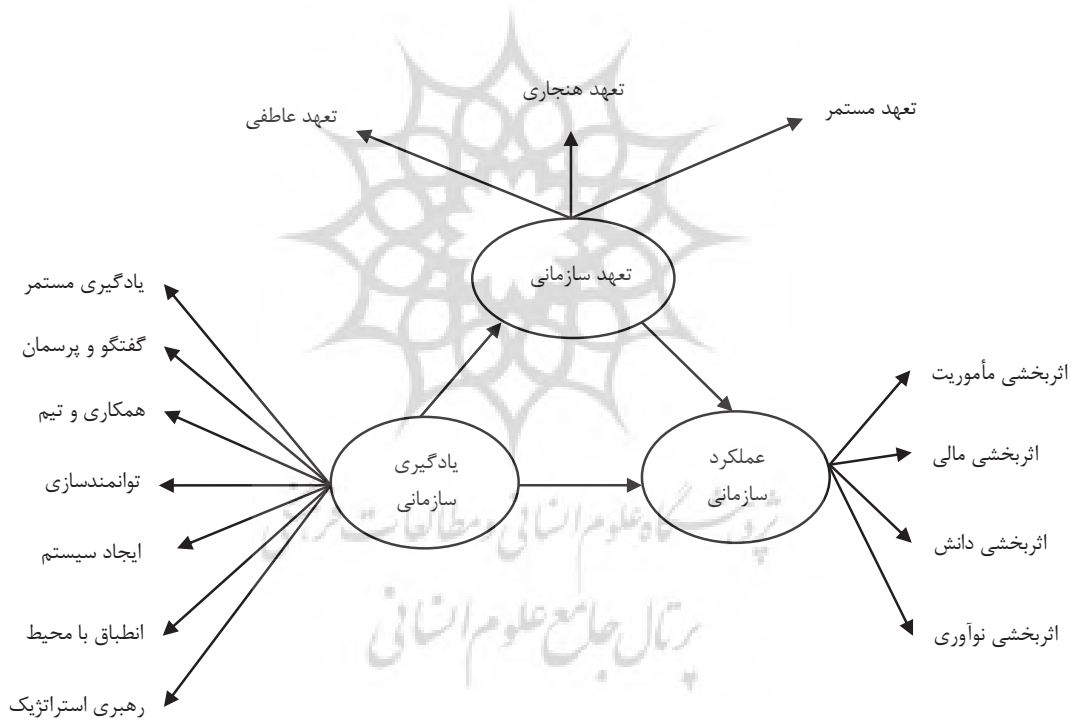 تعهد هنجاری
تعهد مستمر
تعهد عاطفی
تعهد سازمانی
یادگیری مستمر
گفتگو و پرسمان
همکاری و تیم
توانمندسازی
ایجاد سیستم
انطباق با محیط
رهبری استراتژیک
یادگیری
سازمانی
عملکرد
سازمانی
اثربخشی مأموریت
اثربخشی مالی
اثربخشی دانش
اثربخشی نوآوری
پژوهشگاه علوم انسانی و مطالعات فرهنگی
پرتال جامع علوم انسانی